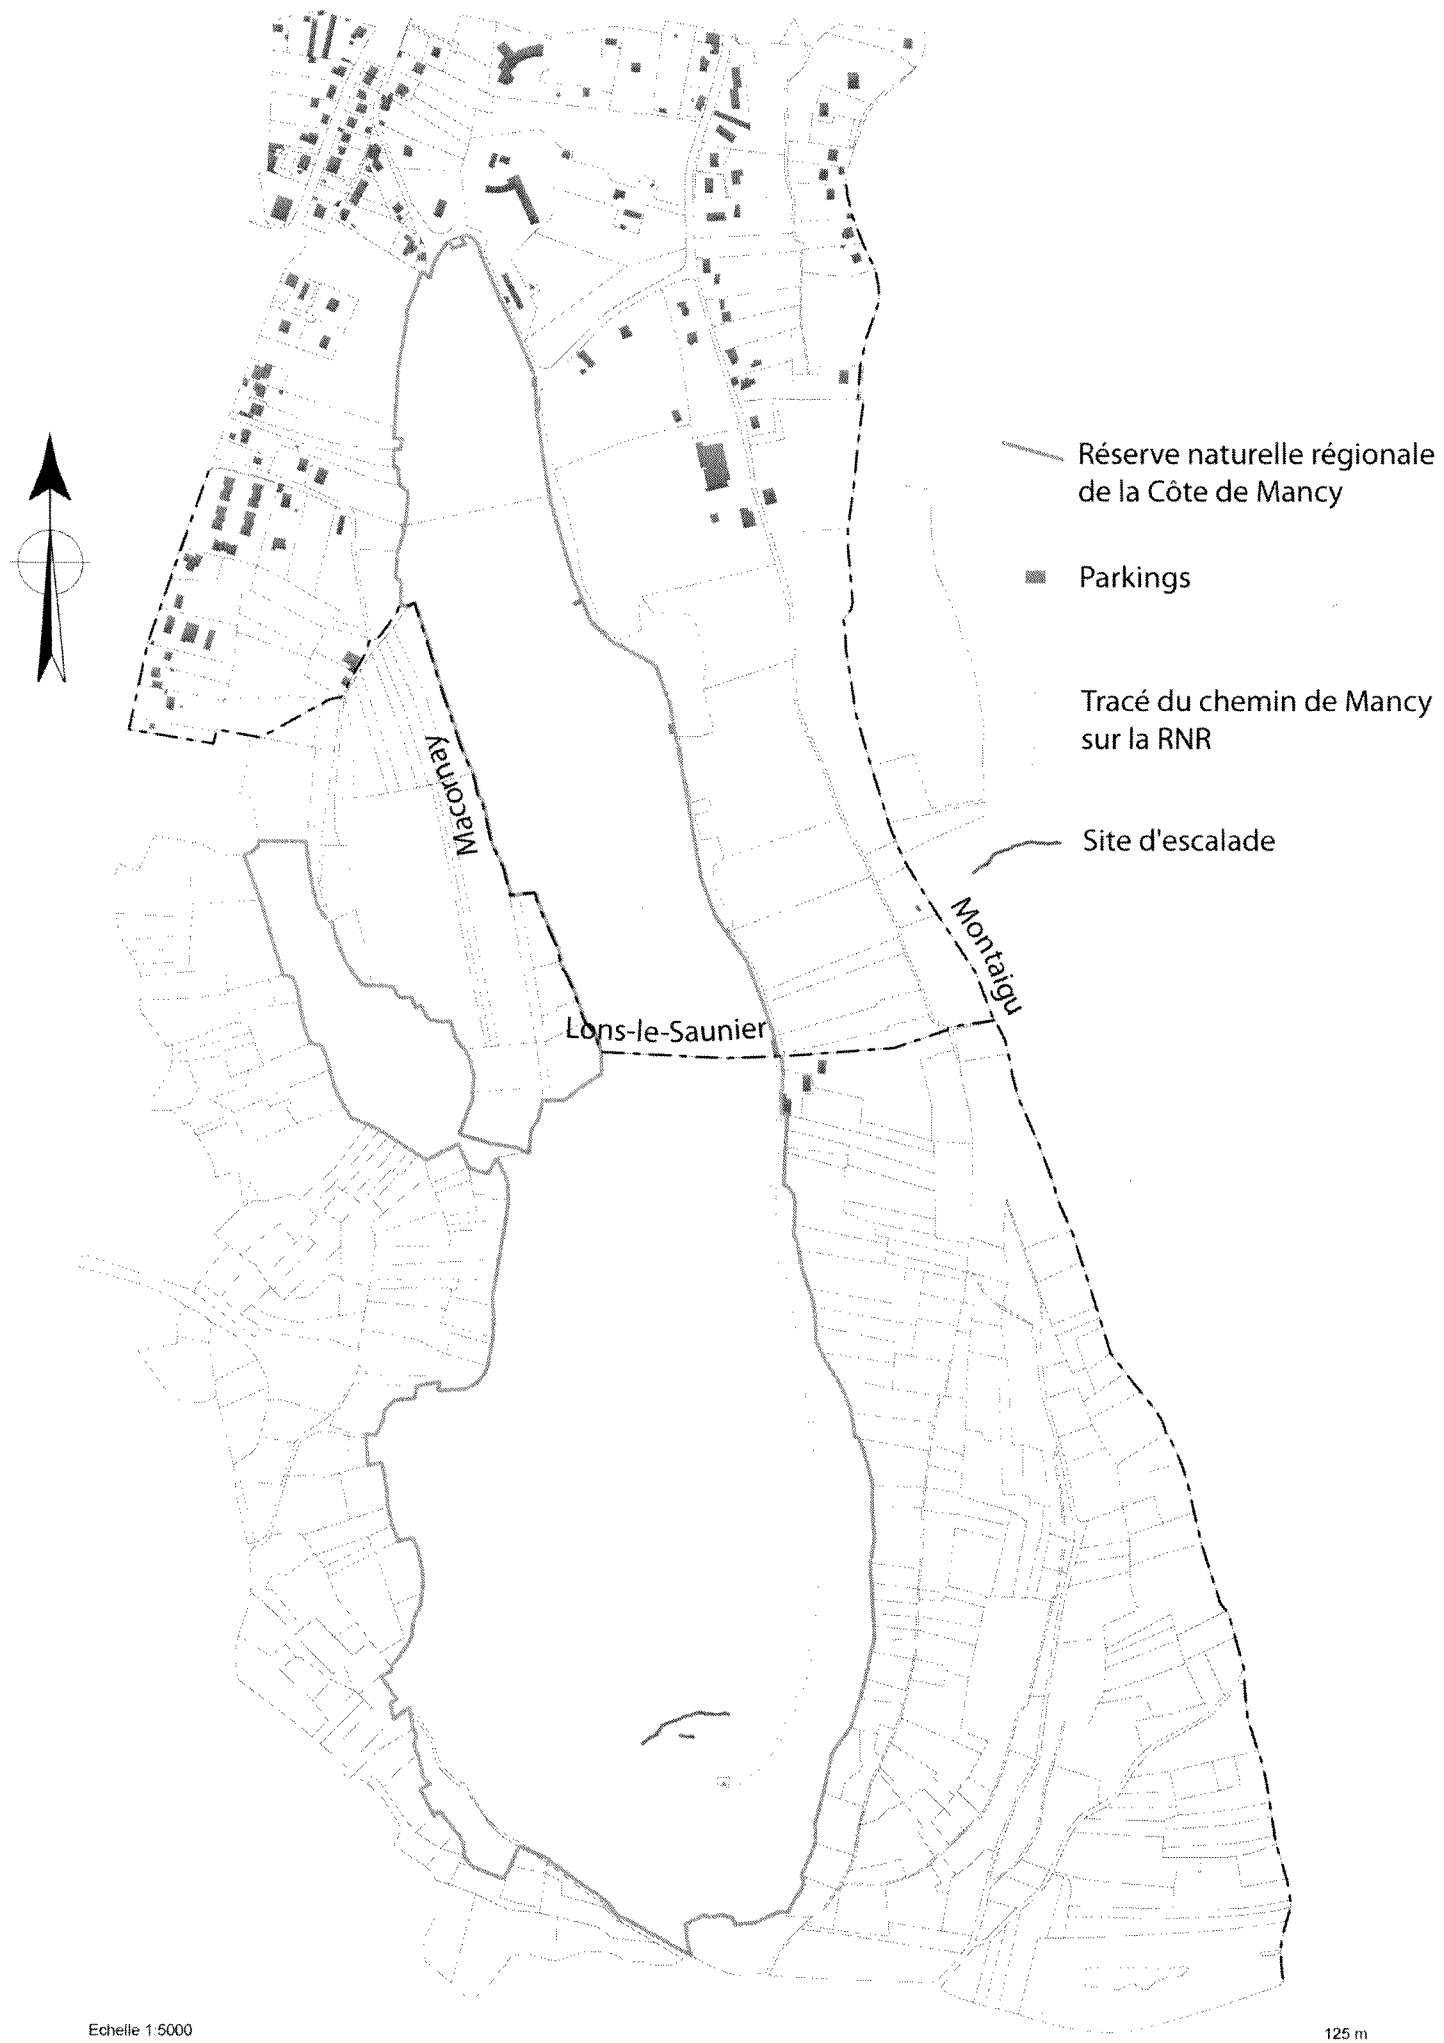 Réserve naturelle régionale
de la Côte de Mancy
Parkings
Tracé du chemin de Mancy
sur la RNR
Macornay
Site d'escalade
Montaigu
Lons-le-Saunier
Echelle 1:5000
125 m